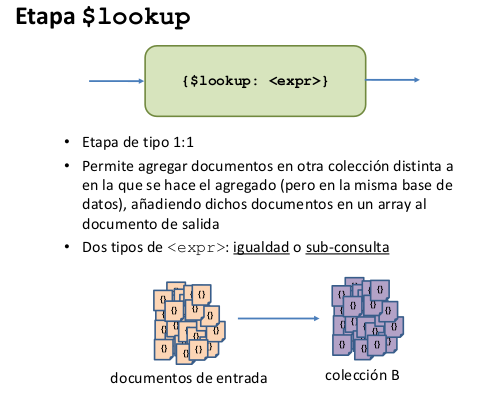 Etapa $lookup
{$lookup: <expr>}
• Etapa de tipo 1:1
• Permite agregar documentos en otra colección distinta a
en la que se hace el agregado (pero en la misma base de
datos), añadiendo dichos documentos en un array al
documento de salida
• Dos tipos de <expr>: igualdad o sub-consulta
{} {} {} {} {} {} {} {} {} {} {}
{} {} {} {} {} {} {} {} {} {} {}
documentos de entrada
colección B